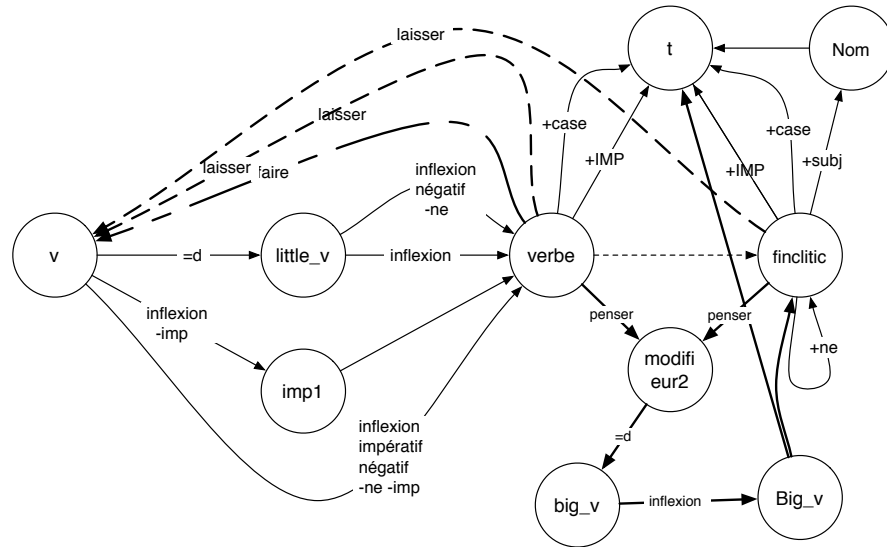 laisser
t
Nom
laisser
+case
+case
+IMP
+IMP
+subj
laisser
faire
inflexion
négatif
-ne
v
=d
little_v
inflexion
verbe
finclitic
inflexion
-imp
penser
penser
+ne
modifi
eur2
imp1
inflexion
impératif
négatif
-ne -imp
=d
big_v
inflexion
Big_v